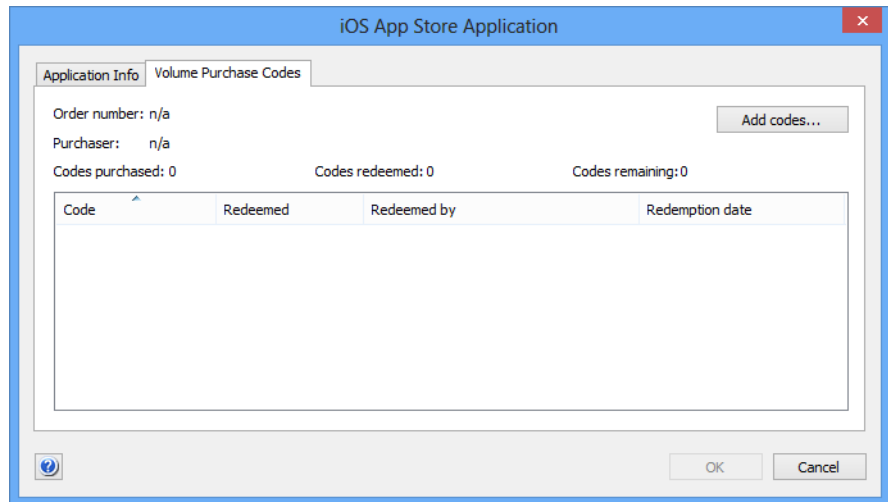 iOS App Store Application
Application Info Volume Purchase Codes
Order number: n/a
Add codes...
Purchaser: n/a
Codes purchased: 0 Codes redeemed: 0 Codes remaining: 0
Code Redeemed Redeemed by Redemption date
OK Cancel